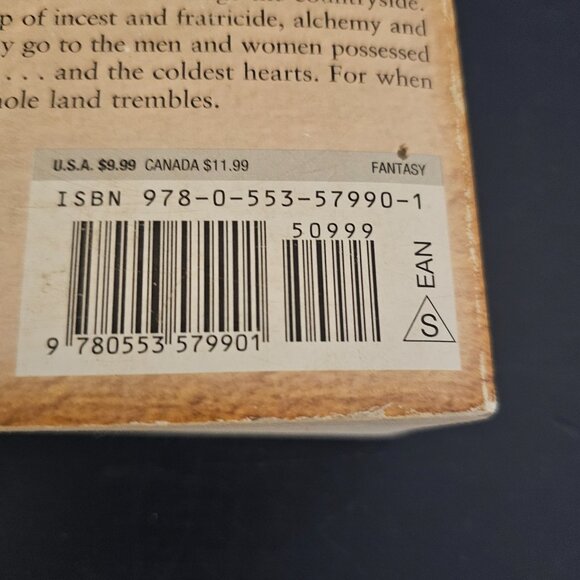 countryside.
of incest and fratricide, alchemy and
go to the men and women possessed
. . . and the coldest hearts. For when
land trembles.
U.S.A. $9.99 CANADA $11.99 FANTASY
ISBN 978-0-553-57990-1
50999
EAN
S
9 780553 579901